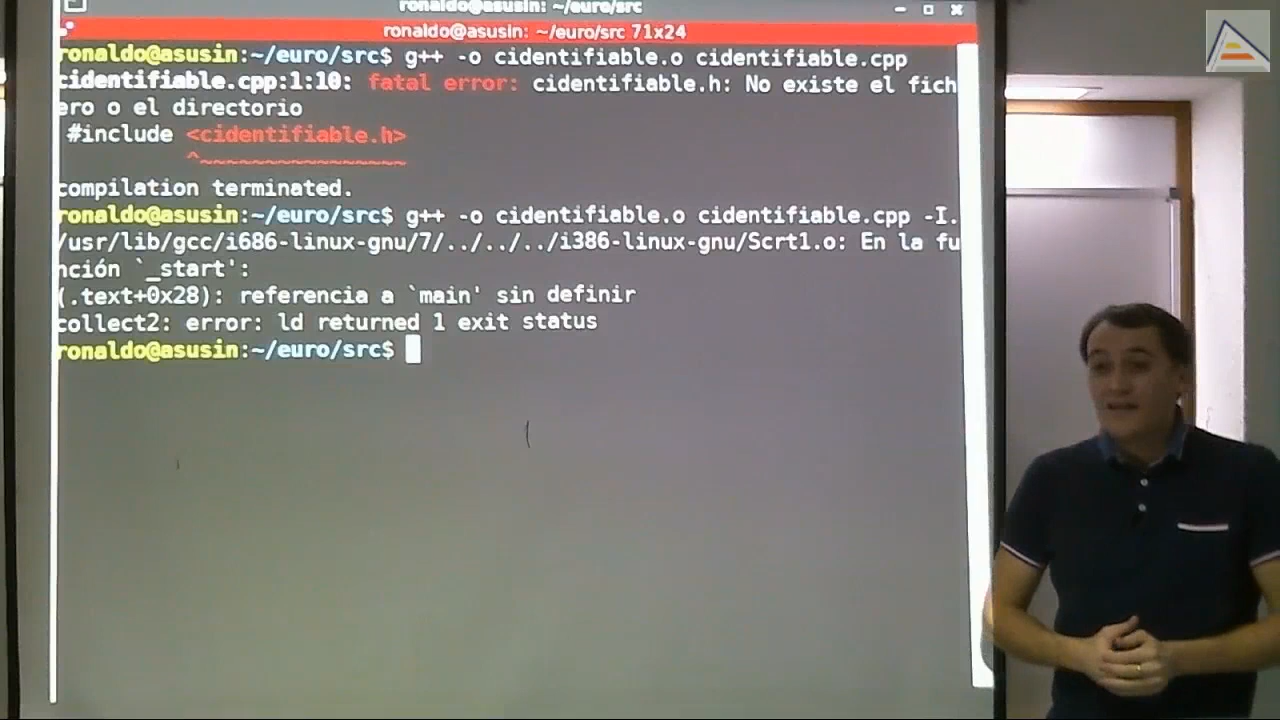 ronaldo@asusin: ~/euro/src
ronaldo@asusin: ~/euro/src 71x24
ronaldo@asusin:~/euro/src$ g++ -o cidentifiable.o cidentifiable.cpp
cidentifiable.cpp:1:10: fatal error: cidentifiable.h: No existe el fich
ero o el directorio
#include <cidentifiable.h>
^~~~~~~~~~~~~~~~~
compilation terminated.
ronaldo@asusin:~/euro/src$ g++ -o cidentifiable.o cidentifiable.cpp -I.
/usr/lib/gcc/i686-linux-gnu/7/../../../i386-linux-gnu/Scrt1.o: En la fu
nción `_start':
(.text+0x28): referencia a `main' sin definir
collect2: error: ld returned 1 exit status
ronaldo@asusin:~/euro/src$